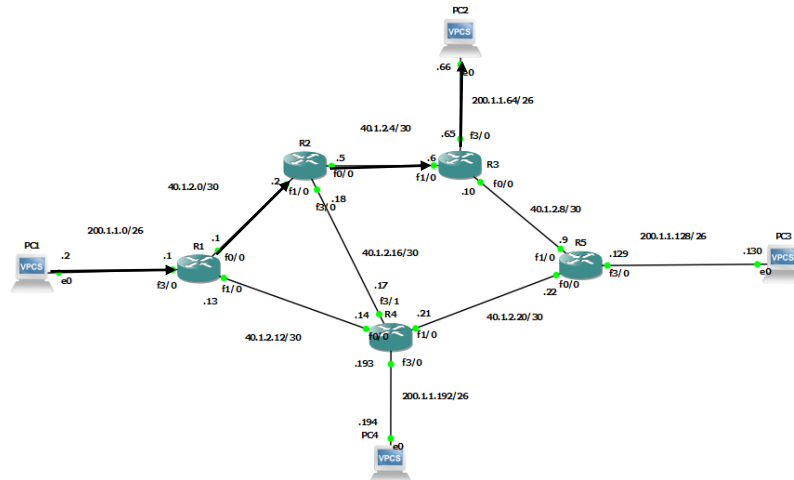 PC2
VPCS
.66
e0
200.1.1.64/26
40.1.2.4/30
.65
f3/0
R2
.5
f0/0
.6
f1/0
R3
.2
f1/0
f3/0
.18
.10
f0/0
40.1.2.0/30
40.1.2.8/30
200.1.1.0/26
PC1
VPCS
.2
e0
.1
f3/0
R1
.1
f0/0
f1/0
.13
40.1.2.16/30
.9
f1/0
R5
.129
f3/0
f0/0
.22
200.1.1.128/26
.130
e0
PC3
VPCS
.17
f3/1
R4
.14
f0/0
.21
f1/0
40.1.2.12/30
40.1.2.20/30
.193
f3/0
200.1.1.192/26
.194
PC4
e0
VPCS